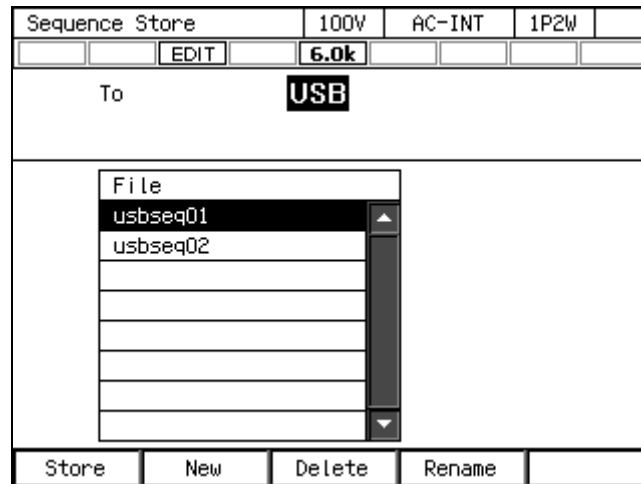 Sequence Store 100V AC-INT 1P2W
EDIT 6.0k
To USB
File
usbseq01
usbseq02
Store New Delete Rename